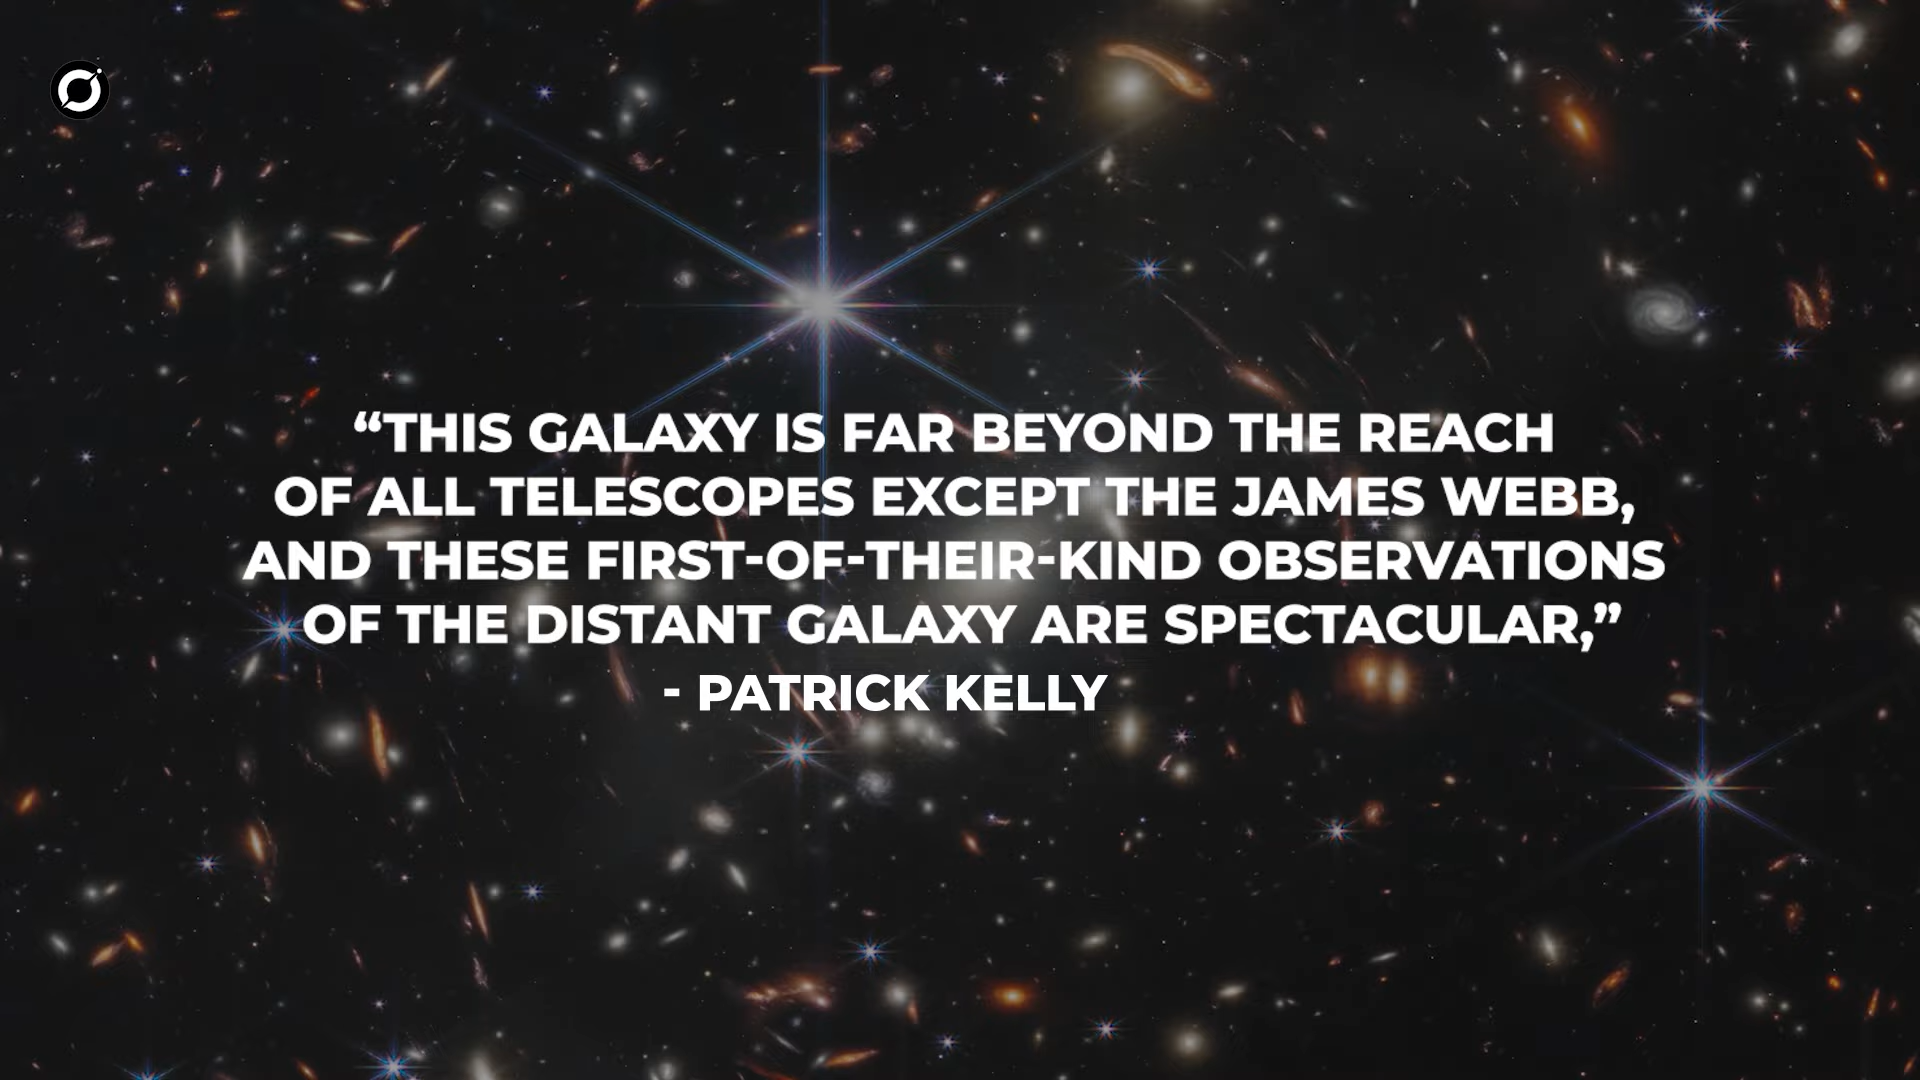 “THIS GALAXY IS FAR BEYOND THE REACH
OF ALL TELESCOPES EXCEPT THE JAMES WEBB,
AND THESE FIRST-OF-THEIR-KIND OBSERVATIONS
OF THE DISTANT GALAXY ARE SPECTACULAR,”
- PATRICK KELLY